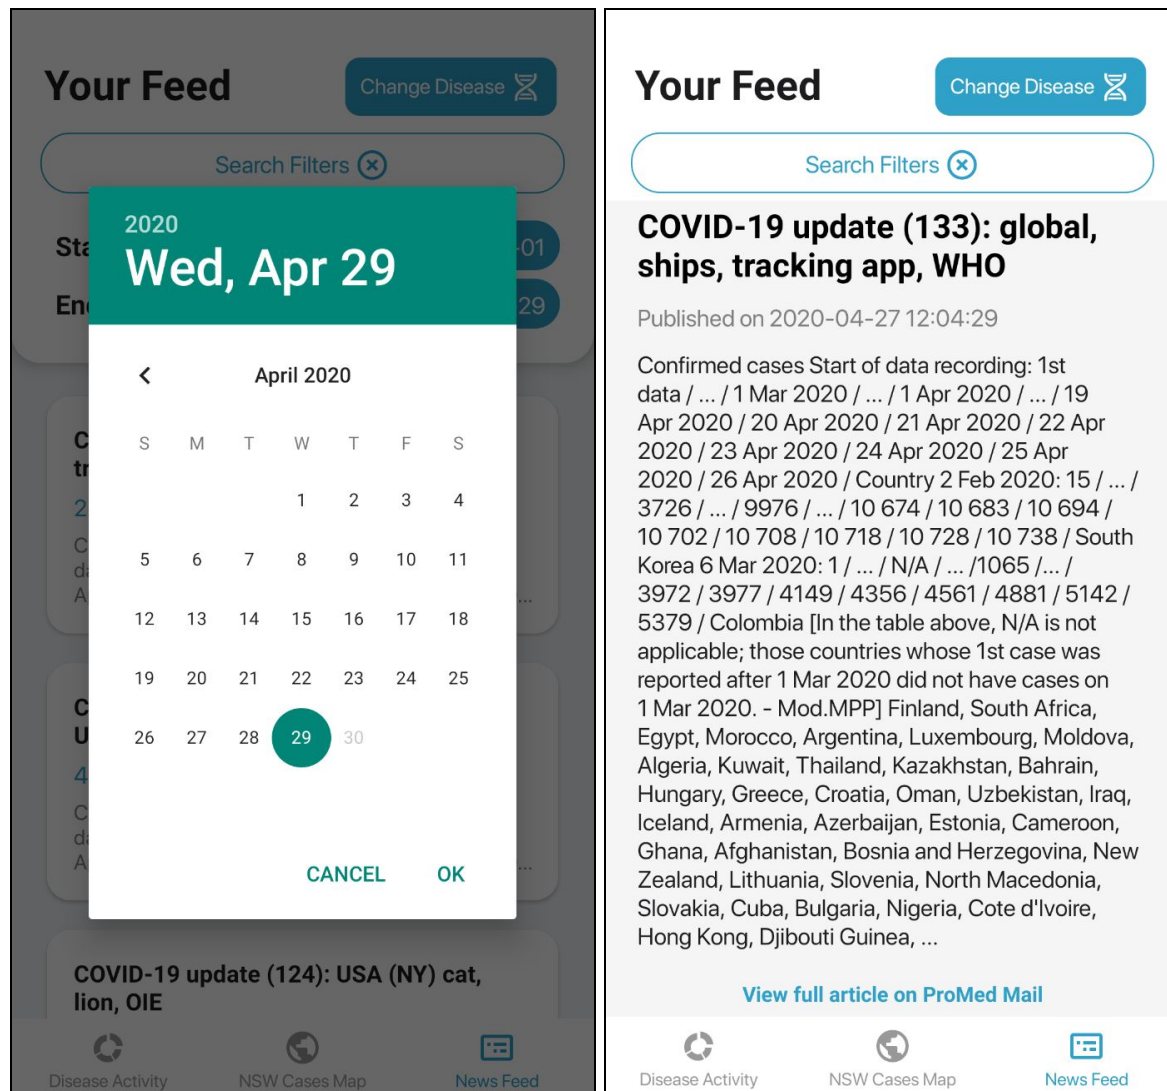 Your Feed
Change Disease
Search Filters
Sta
-01
En
29
2020
Wed, Apr 29
April 2020
S M T W T F S
1 2 3 4
5 6 7 8 9 10 11
12 13 14 15 16 17 18
19 20 21 22 23 24 25
26 27 28 29 30
CANCEL OK
C
tr
2
C
da
A
...
C
U
4
C
da
A
...
COVID-19 update (124): USA (NY) cat,
lion, OIE
Disease Activity
NSW Cases Map
News Feed
Your Feed
Change Disease
Search Filters
COVID-19 update (133): global,
ships, tracking app, WHO
Published on 2020-04-27 12:04:29
Confirmed cases Start of data recording: 1st
data / ... / 1 Mar 2020 / ... / 1 Apr 2020 / ... / 19
Apr 2020 / 20 Apr 2020 / 21 Apr 2020 / 22 Apr
2020 / 23 Apr 2020 / 24 Apr 2020 / 25 Apr
2020 / 26 Apr 2020 / Country 2 Feb 2020: 15 / ... /
3726 / ... / 9976 / ... / 10 674 / 10 683 / 10 694 /
10 702 / 10 708 / 10 718 / 10 728 / 10 738 / South
Korea 6 Mar 2020: 1 / ... / N/A / ... /1065 /... /
3972 / 3977 / 4149 / 4356 / 4561 / 4881 / 5142 /
5379 / Colombia [In the table above, N/A is not
applicable; those countries whose 1st case was
reported after 1 Mar 2020 did not have cases on
1 Mar 2020. - Mod.MPP] Finland, South Africa,
Egypt, Morocco, Argentina, Luxembourg, Moldova,
Algeria, Kuwait, Thailand, Kazakhstan, Bahrain,
Hungary, Greece, Croatia, Oman, Uzbekistan, Iraq,
Iceland, Armenia, Azerbaijan, Estonia, Cameroon,
Ghana, Afghanistan, Bosnia and Herzegovina, New
Zealand, Lithuania, Slovenia, North Macedonia,
Slovakia, Cuba, Bulgaria, Nigeria, Cote d'Ivoire,
Hong Kong, Djibouti Guinea, ...
View full article on ProMed Mail
Disease Activity
NSW Cases Map
News Feed